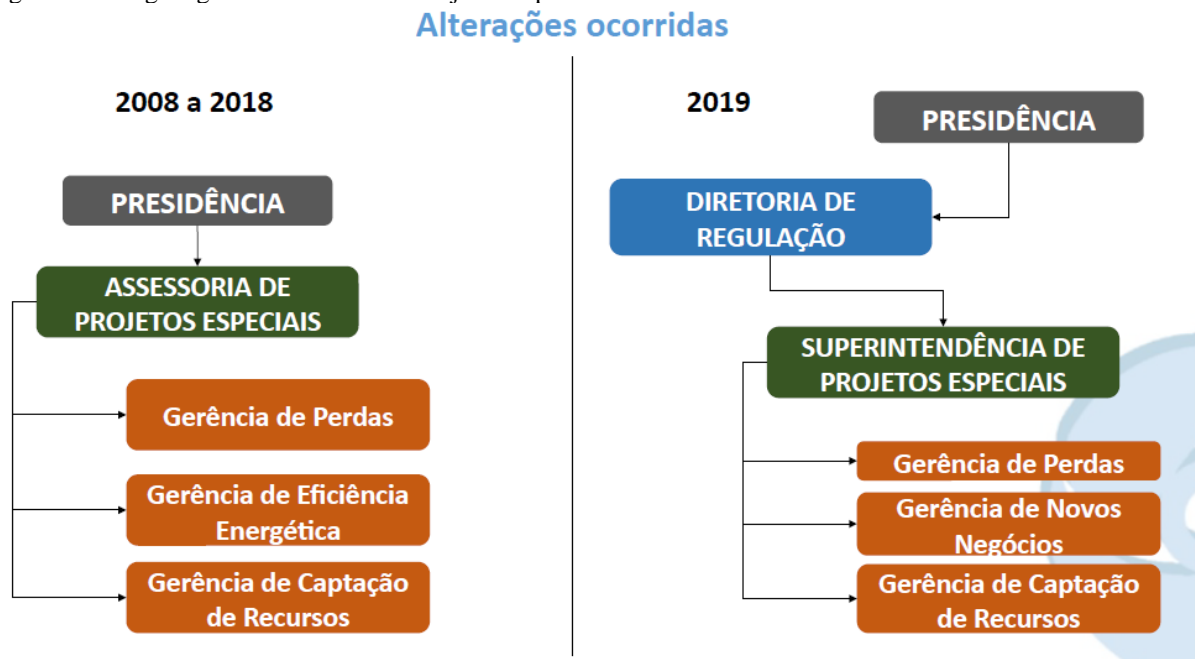 Alterações ocorridas
2008 a 2018
PRESIDÊNCIA
ASSESSORIA DE
PROJETOS ESPECIAIS
Gerência de Perdas
Gerência de Eficiência
Energética
Gerência de Captação
de Recursos
2019
PRESIDÊNCIA
DIRETORIA DE
REGULAÇÃO
SUPERINTENDÊNCIA DE
PROJETOS ESPECIAIS
Gerência de Perdas
Gerência de Novos
Negócios
Gerência de Captação
de Recursos